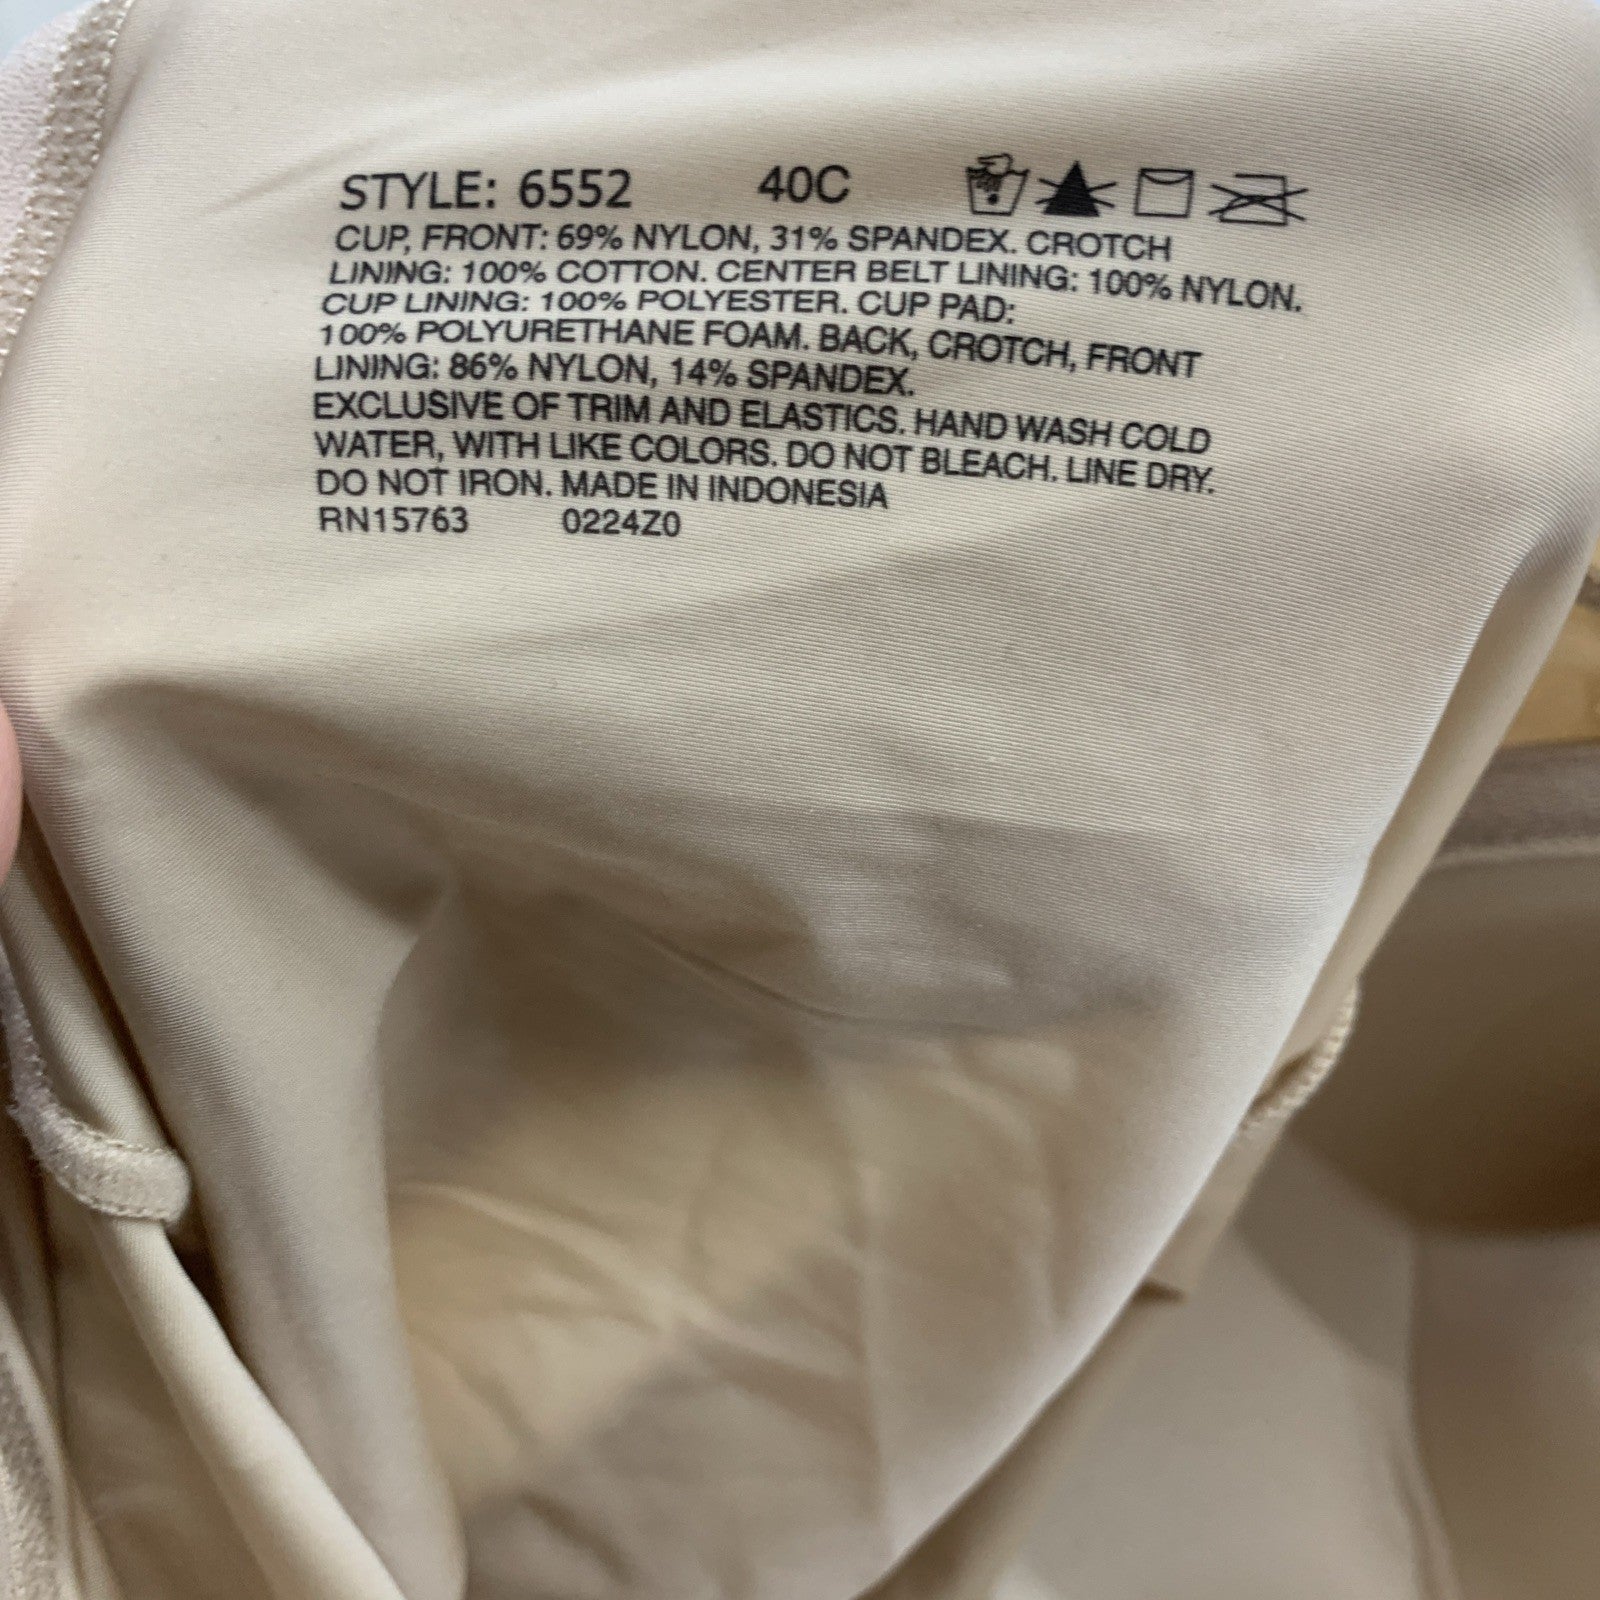 STYLE: 6552 40C
CUP, FRONT: 69% NYLON, 31% SPANDEX. CROTCH
LINING: 100% COTTON. CENTER BELT LINING: 100% NYLON.
CUP LINING: 100% POLYESTER. CUP PAD:
100% POLYURETHANE FOAM. BACK, CROTCH, FRONT
LINING: 86% NYLON, 14% SPANDEX.
EXCLUSIVE OF TRIM AND ELASTICS. HAND WASH COLD
WATER, WITH LIKE COLORS. DO NOT BLEACH. LINE DRY.
DO NOT IRON. MADE IN INDONESIA
RN15763 0224Z0